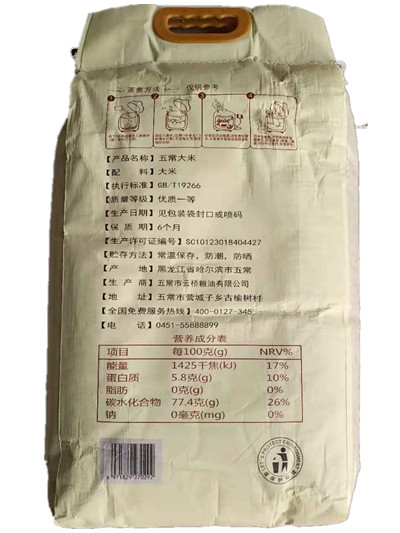 蒸煮方法 仅供参考
1 2 3 4
【产品名称】五常大米
【配 料】大米
【执行标准】GB/T19266
【质量等级】优质一等
【生产日期】见包装袋封口或喷码
【保 质 期】6个月
【生产许可证编号】SC10123018404427
【贮存方法】常温保存，防潮，防晒
【产 地】黑龙江省哈尔滨市五常
【生 产 商】五常市云桥粮油有限公司
【地 址】五常市营城子乡古榆树村
【全国免费服务热线】400-0127-345
【电 话】0451-55888899
营养成分表
项目 每100克(g) NRV%
能量 1425千焦(kJ) 17%
蛋白质 5.8克(g) 10%
脂肪 0克(g) 0%
碳水化合物 77.4克(g) 26%
钠 0毫克(mg) 0%
6 971829 070292